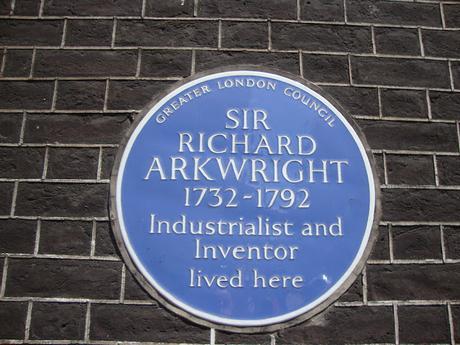 GREATER LONDON COUNCIL
SIR
RICHARD
ARKWRIGHT
1732-1792
Industrialist and
Inventor
lived here